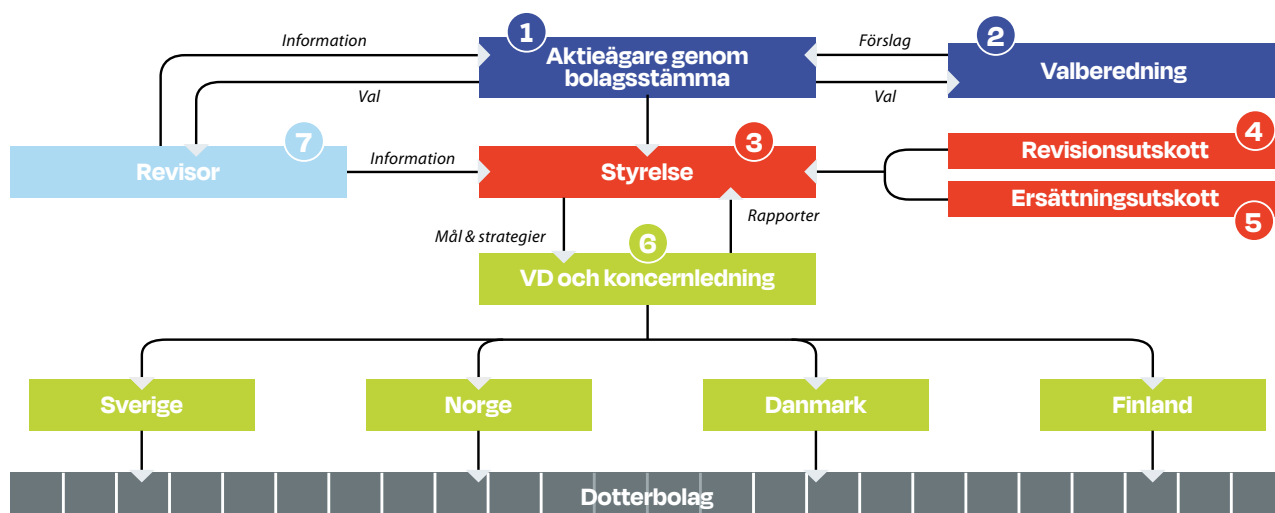 Information
1
Förslag
2
Aktieägare genom
bolagsstämma
Valberedning
Val
Val
7
3
4
Revisor
Information
Styrelse
Revisionsutskott
Ersättningsutskott
5
Mål & strategier
6
Rapporter
VD och koncernledning
Sverige
Norge
Danmark
Finland
Dotterbolag